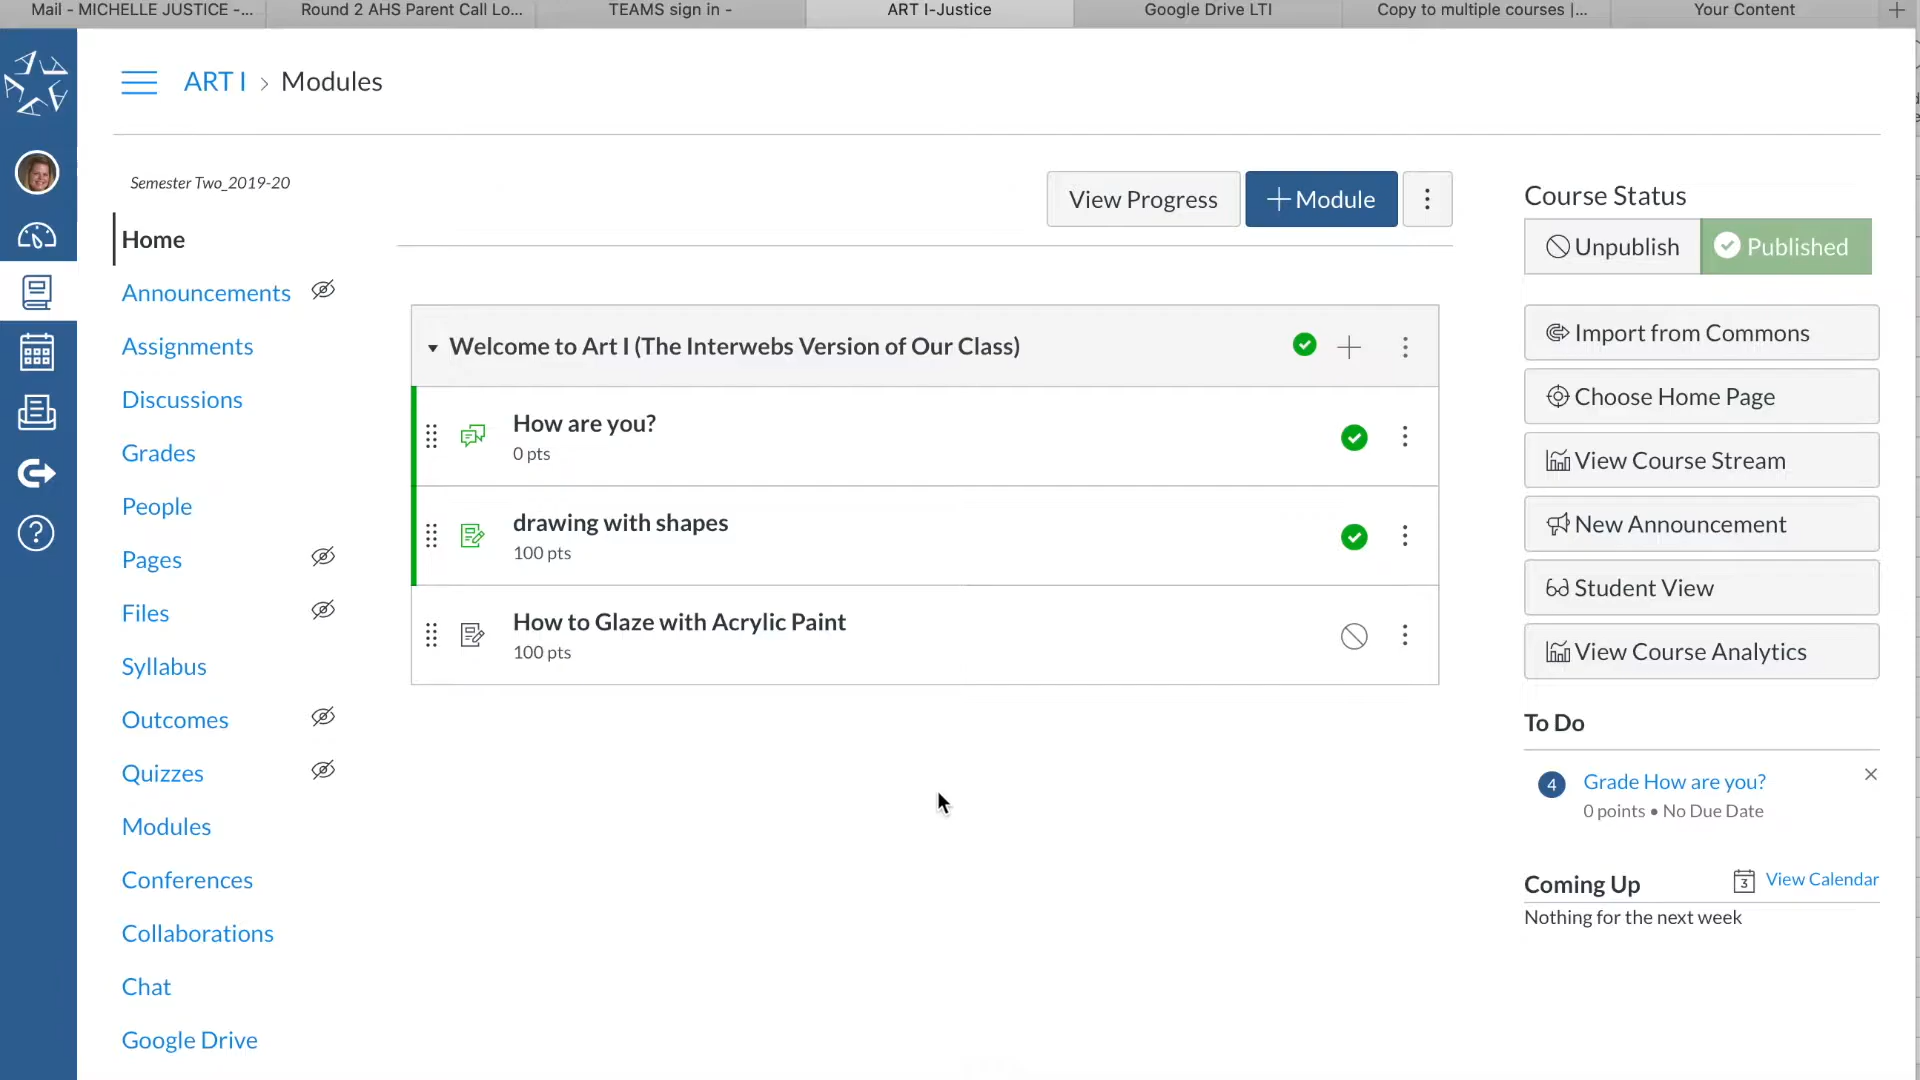 Mail - MICHELLE JUSTICE -...
Round 2 AHS Parent Call Lo...
TEAMS sign in -
ART I-Justice
Google Drive LTI
Copy to multiple courses |...
Your Content
ART I > Modules
Semester Two_2019-20
View Progress
+ Module
Course Status
Unpublish
Published
Home
Announcements
Assignments
Discussions
Grades
People
Pages
Files
Syllabus
Outcomes
Quizzes
Modules
Conferences
Collaborations
Chat
Google Drive
Welcome to Art I (The Interwebs Version of Our Class)
How are you?
0 pts
drawing with shapes
100 pts
How to Glaze with Acrylic Paint
100 pts
Import from Commons
Choose Home Page
View Course Stream
New Announcement
Student View
View Course Analytics
To Do
4
Grade How are you?
0 points • No Due Date
Coming Up
3
View Calendar
Nothing for the next week